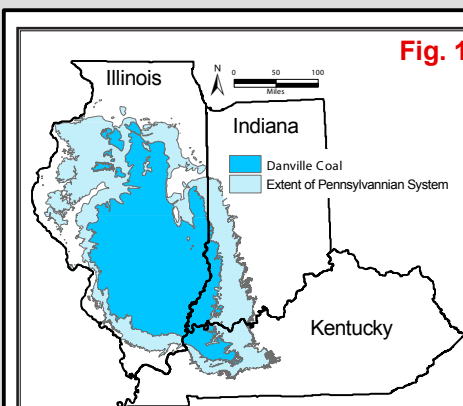 Fig. 1
Illinois
N
0 50 100
Miles
Indiana
Danville Coal
Extent of Pennsylvannian System
Kentucky